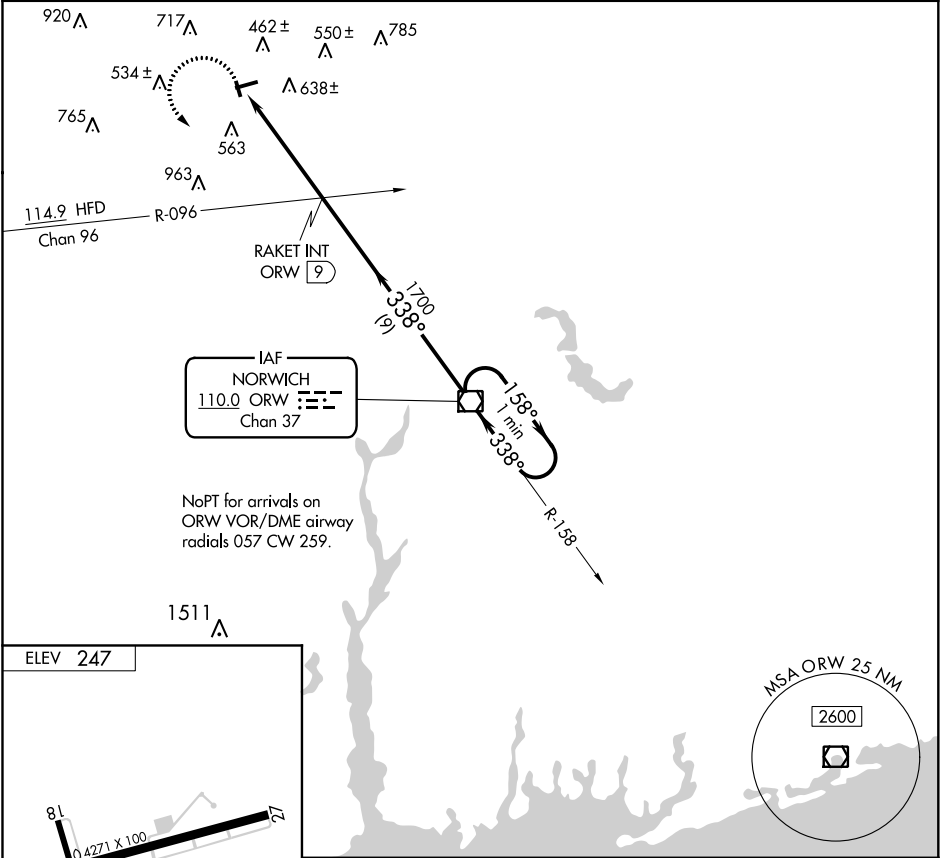 920
717
462 ±
550 ±
785
534 ±
638±
765
563
963
114.9 HFD
Chan 96
R-096
RAKET INT
ORW 9
1700
338°
(9)
IAF
NORWICH
110.0 ORW
Chan 37
158°
1 min
338°
R-158
NoPT for arrivals on
ORW VOR/DME airway
radials 057 CW 259.
1511
ELEV 247
MSA ORW 25 NM
2600
18
27
4271 X 100